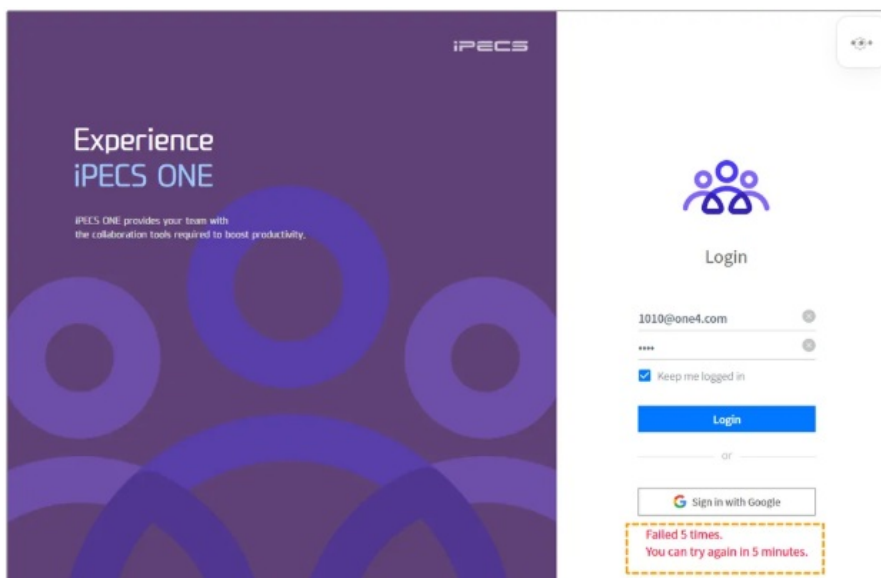 iPECS
Experience
iPECS ONE
iPECS ONE provides your team with
the collaboration tools required to boost productivity.
Login
1010@one4.com
••••
Keep me logged in
Login
or
Sign in with Google
Failed 5 times.
You can try again in 5 minutes.